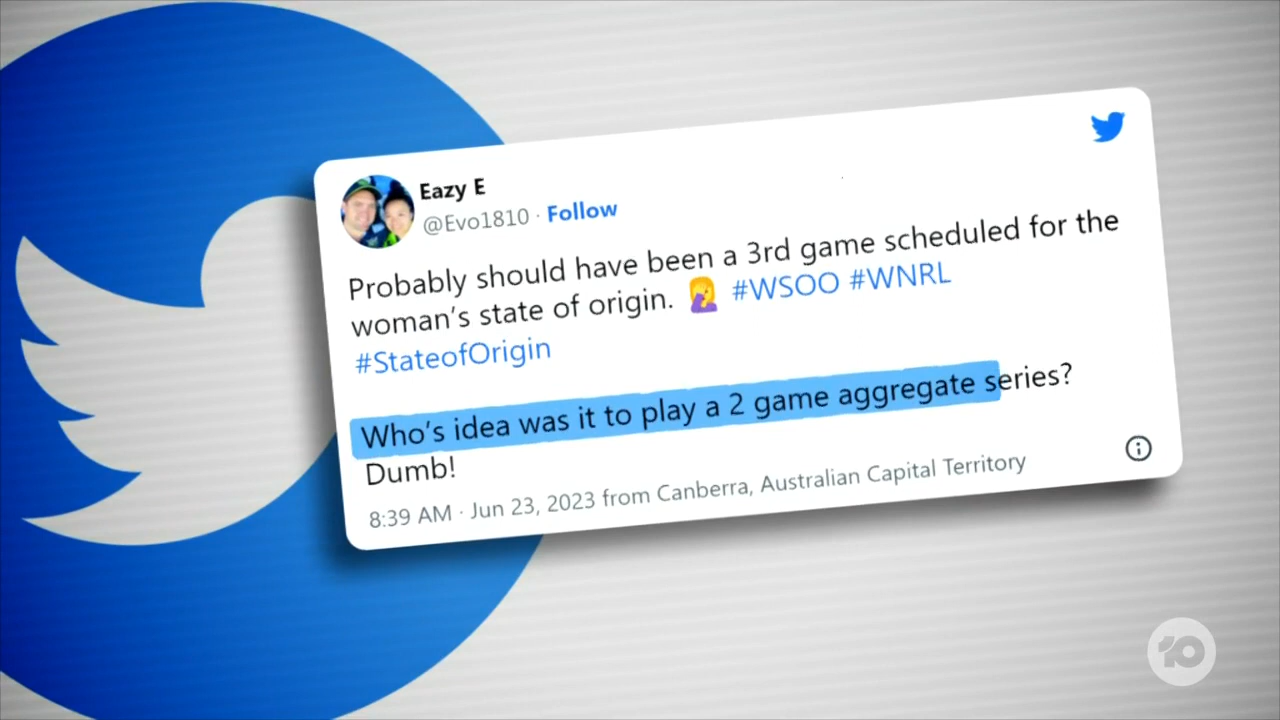 Eazy E
@Evo1810 · Follow
Probably should have been a 3rd game scheduled for the
woman's state of origin. 🤦 #WSOO #WNRL
#StateofOrigin
Who's idea was it to play a 2 game aggregate series?
Dumb!
8:39 AM · Jun 23, 2023 from Canberra, Australian Capital Territory
10